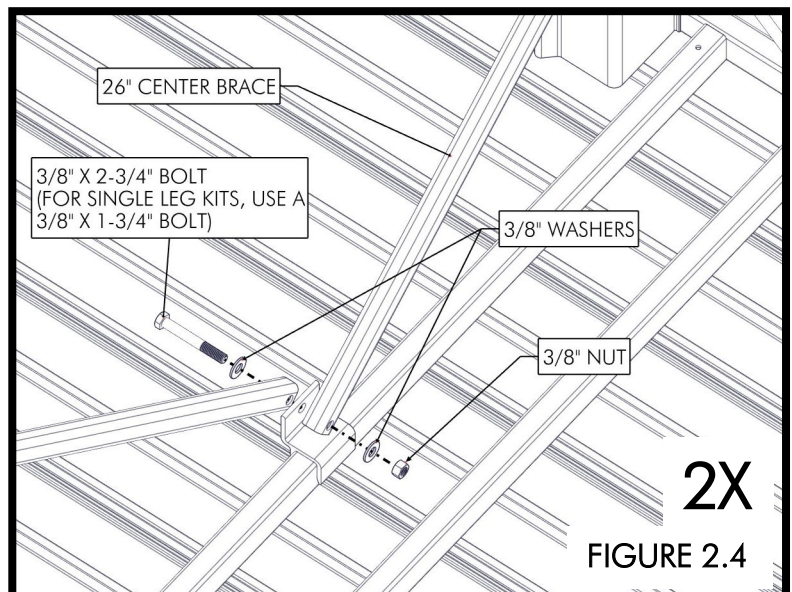 26" CENTER BRACE
3/8" X 2-3/4" BOLT
(FOR SINGLE LEG KITS, USE A
3/8" X 1-3/4" BOLT)
3/8" WASHERS
3/8" NUT
2X
FIGURE 2.4